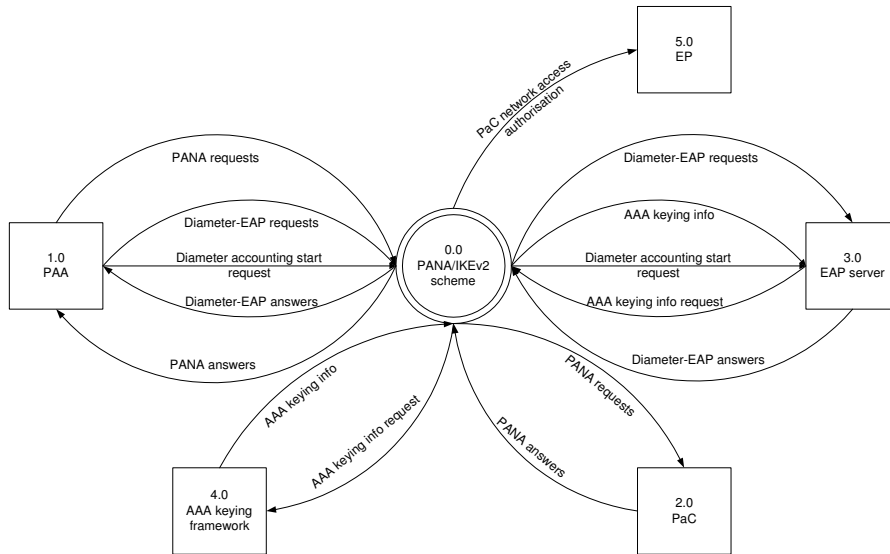 5.0
EP
PaC network access
authorisation
PANA requests
Diameter-EAP requests
Diameter-EAP requests
AAA keying info
1.0
PAA
Diameter accounting start
request
0.0
PANA/IKEv2
scheme
Diameter accounting start
request
3.0
EAP server
Diameter-EAP answers
AAA keying info request
PANA answers
Diameter-EAP answers
AAA keying info
AAA keying info request
PANA answers
PANA requests
4.0
AAA keying
framework
2.0
PaC